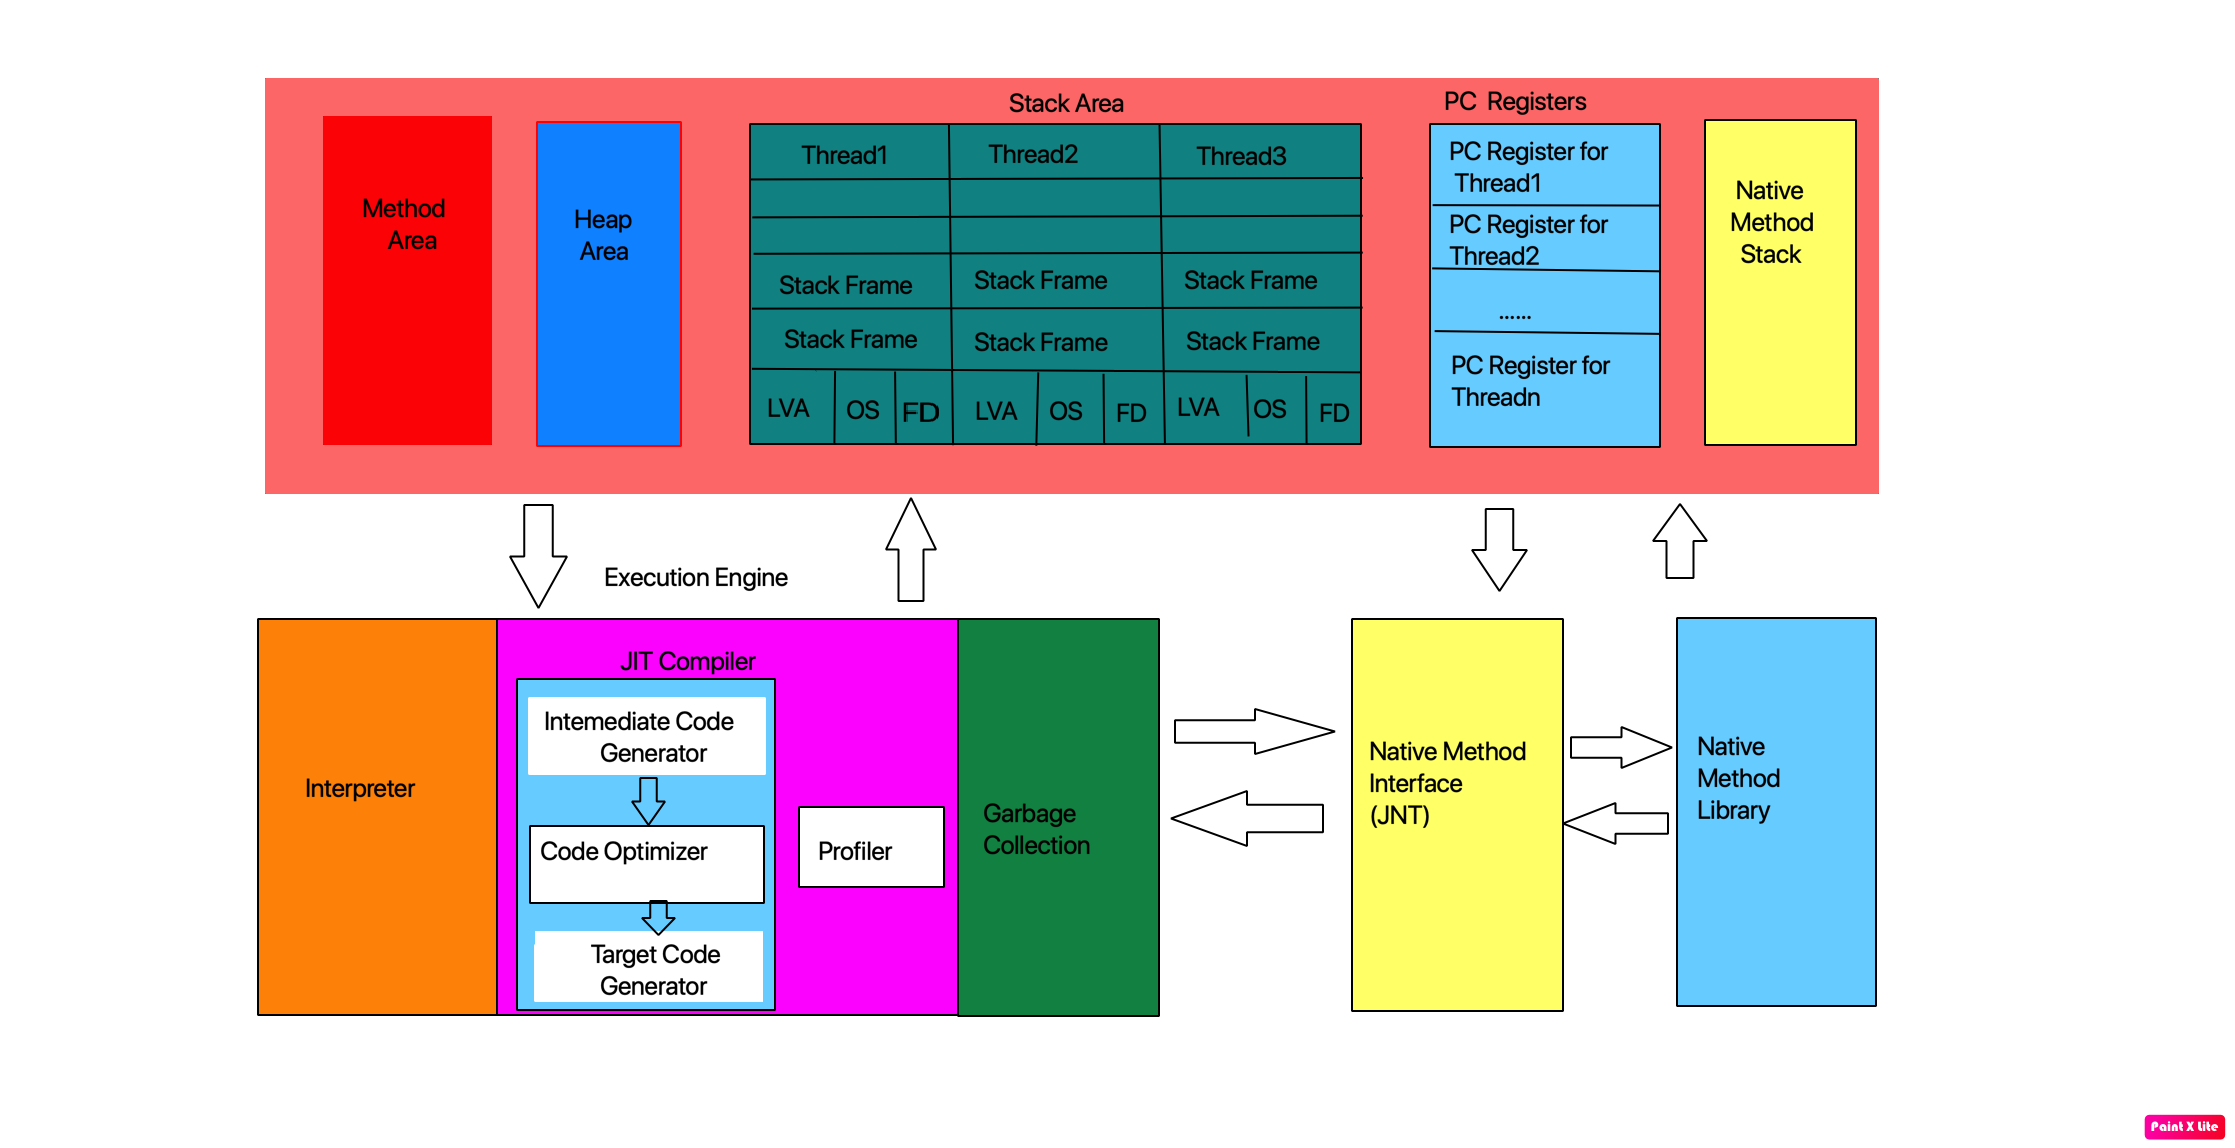 Stack Area
PC Registers
Method
Area
Heap
Area
Thread1
Thread2
Thread3
Stack Frame
Stack Frame
Stack Frame
Stack Frame
Stack Frame
Stack Frame
LVA
OS
FD
LVA
OS
FD
LVA
OS
FD
PC Register for
Thread1
PC Register for
Thread2
......
PC Register for
Threadn
Native
Method
Stack
Execution Engine
Interpreter
JIT Compiler
Intemediate Code
Generator
Code Optimizer
Target Code
Generator
Profiler
Garbage
Collection
Native Method
Interface
(JNT)
Native
Method
Library
Paint X Lite